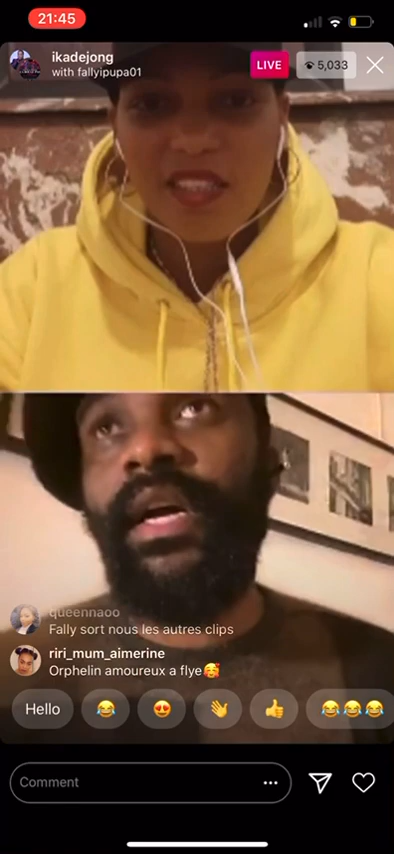 21:45
ikadejong
with fallyipupa01
LIVE
5,033
queennaoo
Fally sort nous les autres clips
riri_mum_aimerine
Orphelin amoureux a flye🥰
Hello
Comment